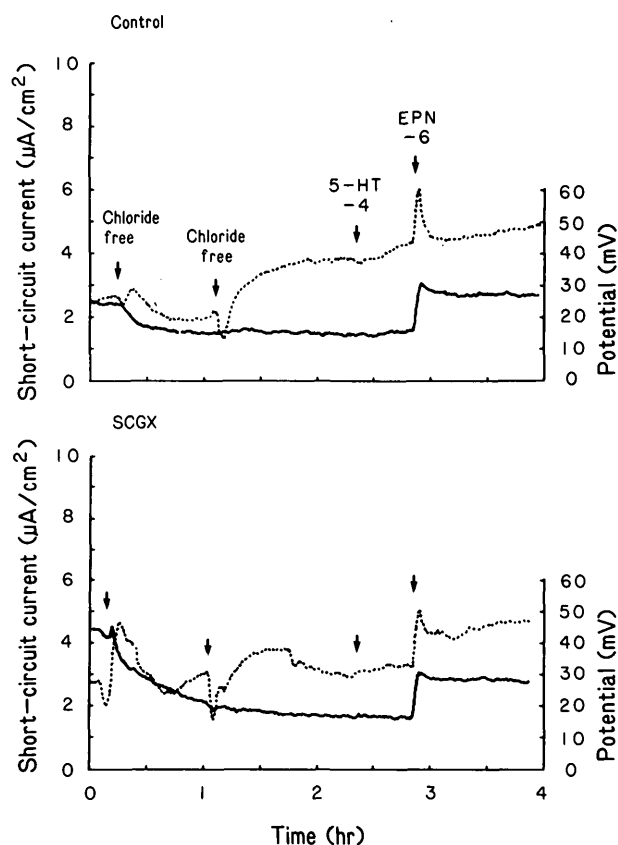 Control
Short-circuit current (μA/cm²)
10
8
6
4
2
0
Chloride
free
Chloride
free
5-HT
-4
EPN
-6
60
50
40
30
20
10
0
Potential (mV)
SCGX
Short-circuit current (μA/cm²)
10
8
6
4
2
0
60
50
40
30
20
10
0
Potential (mV)
0
1
2
3
4
Time (hr)